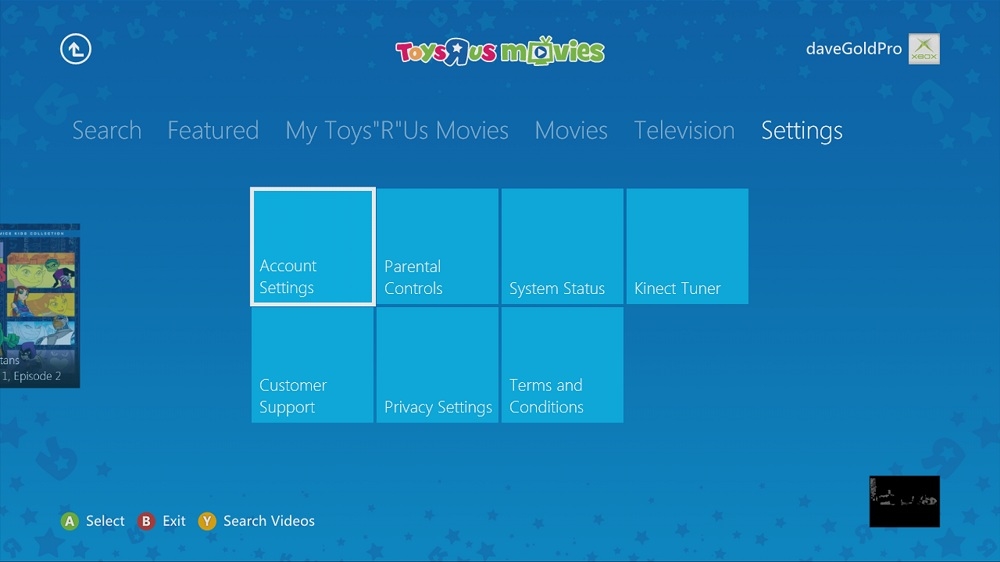 ToysЯus movies
daveGoldPro
XBOX
Search Featured My Toys"R"Us Movies Movies Television Settings
Account
Settings
Parental
Controls
System Status
Kinect Tuner
tans
1, Episode 2
Customer
Support
Privacy Settings
Terms and
Conditions
A Select B Exit Y Search Videos